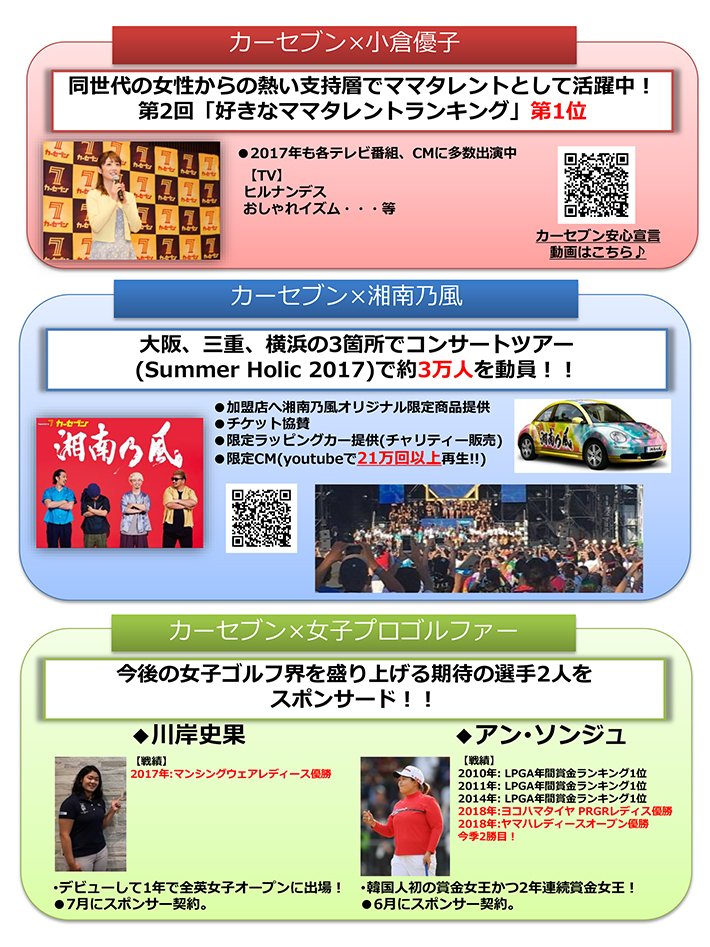 カーセブン×小倉優子
同世代の女性からの熱い支持層でママタレントとして活躍中！
第2回「好きなママタレントランキング」第1位
●2017年も各テレビ番組、CMに多数出演中
【TV】
ヒルナンデス
おしゃれイズム・・・等
カーセブン安心宣言
動画はこちら♪
カーセブン×湘南乃風
大阪、三重、横浜の3箇所でコンサートツアー
(Summer Holic 2017)で約3万人を動員！！
●加盟店へ湘南乃風オリジナル限定商品提供
●チケット協賛
●限定ラッピングカー提供(チャリティー販売)
●限定CM(youtubeで21万回以上再生!!)
カーセブン
湘南乃風
カーセブン×女子プロゴルファー
今後の女子ゴルフ界を盛り上げる期待の選手2人を
スポンサード！！
◆川岸史果
【戦績】
2017年:マンシングウェアレディース優勝
・デビューして1年で全英女子オープンに出場！
●7月にスポンサー契約。
◆アン・ソンジュ
【戦績】
2010年: LPGA年間賞金ランキング1位
2011年: LPGA年間賞金ランキング1位
2014年: LPGA年間賞金ランキング1位
2018年:ヨコハマタイヤ PRGRレディス優勝
2018年:ヤマハレディースオープン優勝
今季2勝目！
・韓国人初の賞金女王かつ2年連続賞金女王！
●6月にスポンサー契約。